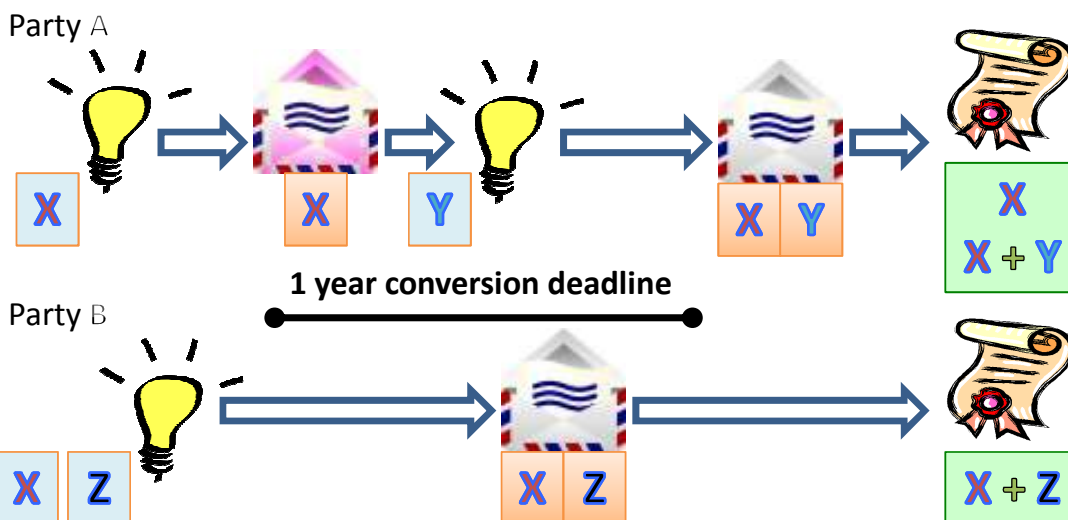 Party A
X
X
Y
X Y
X
X + Y
1 year conversion deadline
Party B
X Z
X Z
X + Z